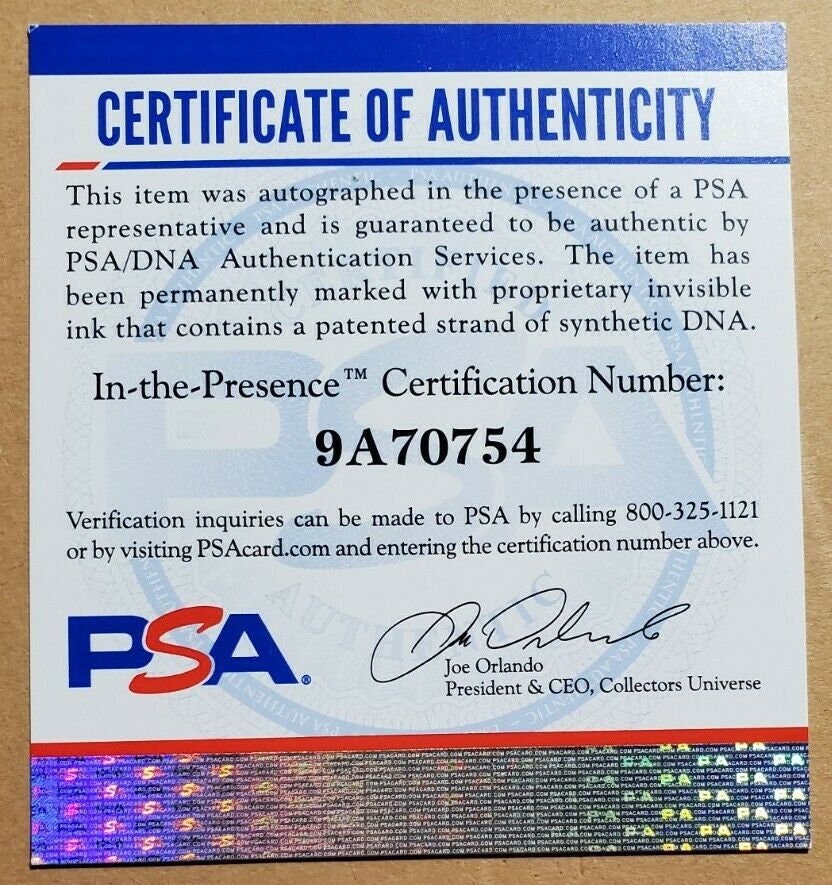 CERTIFICATE OF AUTHENTICITY
This item was autographed in the presence of a PSA
representative and is guaranteed to be authentic by
PSA/DNA Authentication Services. The item has
been permanently marked with proprietary invisible
ink that contains a patented strand of synthetic DNA.
In-the-Presence™ Certification Number:
9A70754
Verification inquiries can be made to PSA by calling 800-325-1121
or by visiting PSAcard.com and entering the certification number above.
PSA®
Joe Orlando
President & CEO, Collectors Universe